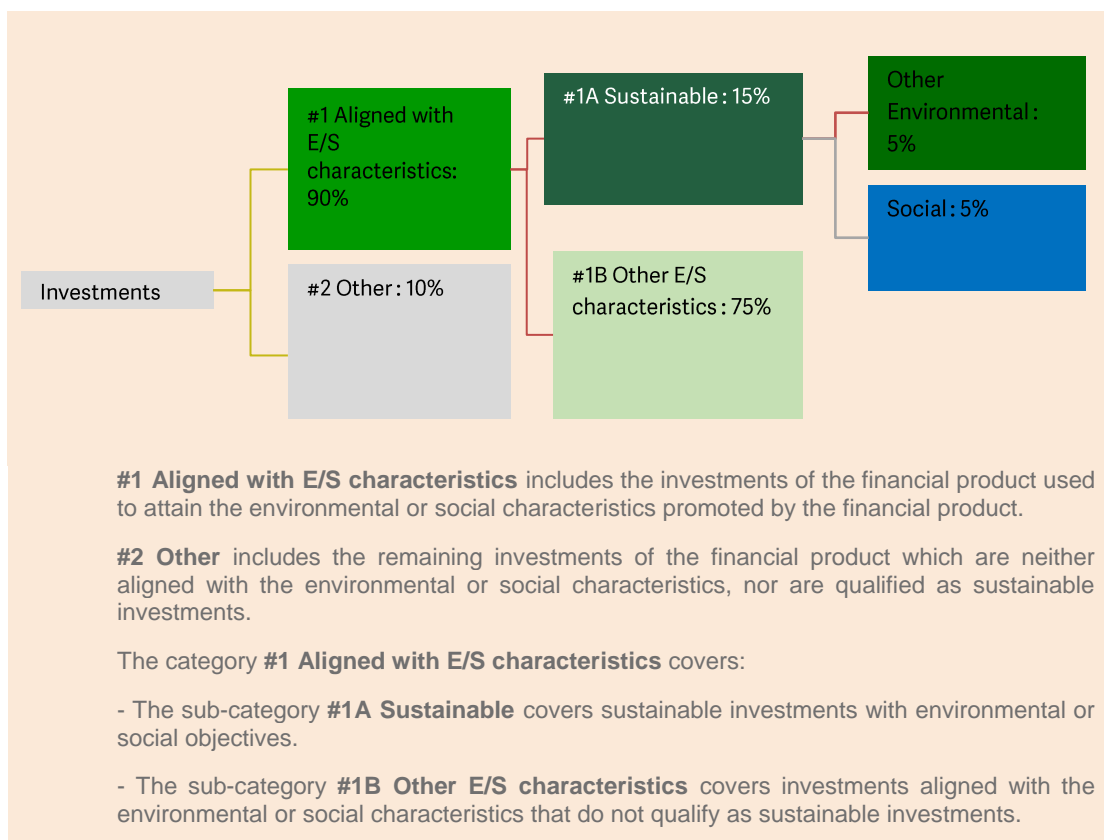 Investments
#1 Aligned with
E/S
characteristics:
90%
#2 Other : 10%
#1A Sustainable : 15%
#1B Other E/S
characteristics : 75%
Other
Environmental :
5%
Social : 5%
#1 Aligned with E/S characteristics includes the investments of the financial product used
to attain the environmental or social characteristics promoted by the financial product.
#2 Other includes the remaining investments of the financial product which are neither
aligned with the environmental or social characteristics, nor are qualified as sustainable
investments.
The category #1 Aligned with E/S characteristics covers:
- The sub-category #1A Sustainable covers sustainable investments with environmental or
social objectives.
- The sub-category #1B Other E/S characteristics covers investments aligned with the
environmental or social characteristics that do not qualify as sustainable investments.